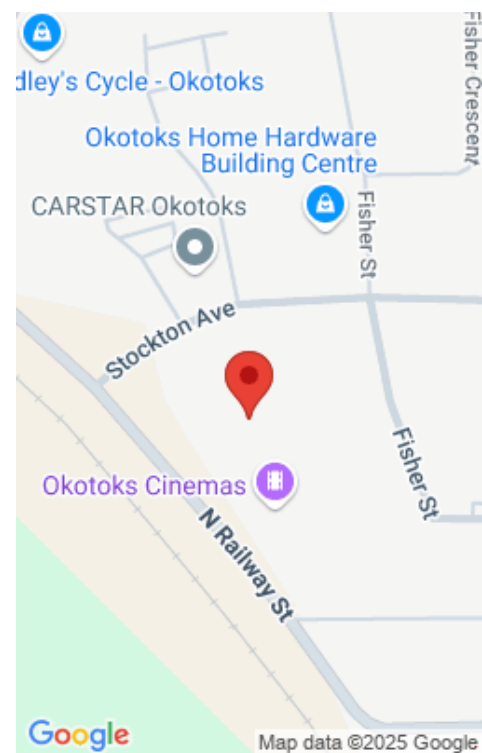 Fisher Crescent
dley's Cycle - Okotoks
Okotoks Home Hardware
Building Centre
CARSTAR Okotoks
Fisher St
Stockton Ave
Fisher St
Okotoks Cinemas
N Railway St
Google
Map data ©2025 Google